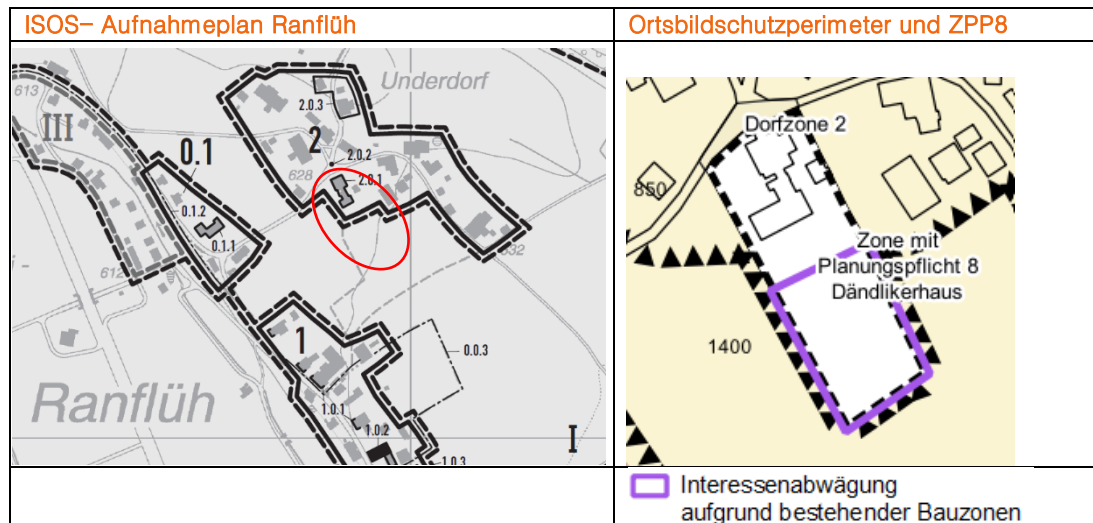 ISOS– Aufnahmeplan Ranflüh
Ortsbildschutzperimeter und ZPP8
613
III
0.1
0.1.2
0.1.1
612
Underdorf
2.0.3
2
2.0.2
628
2.0.1
632
1
0.0.3
1.0.1
1.0.2
1.0.3
Ranflüh
I
Dorfzone 2
850
Zone mit
Planungspflicht 8
Dändlikerhaus
1400
Interessenabwägung
aufgrund bestehender Bauzonen